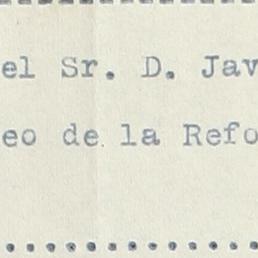 el Sr. D. Jav
eo de la Refo